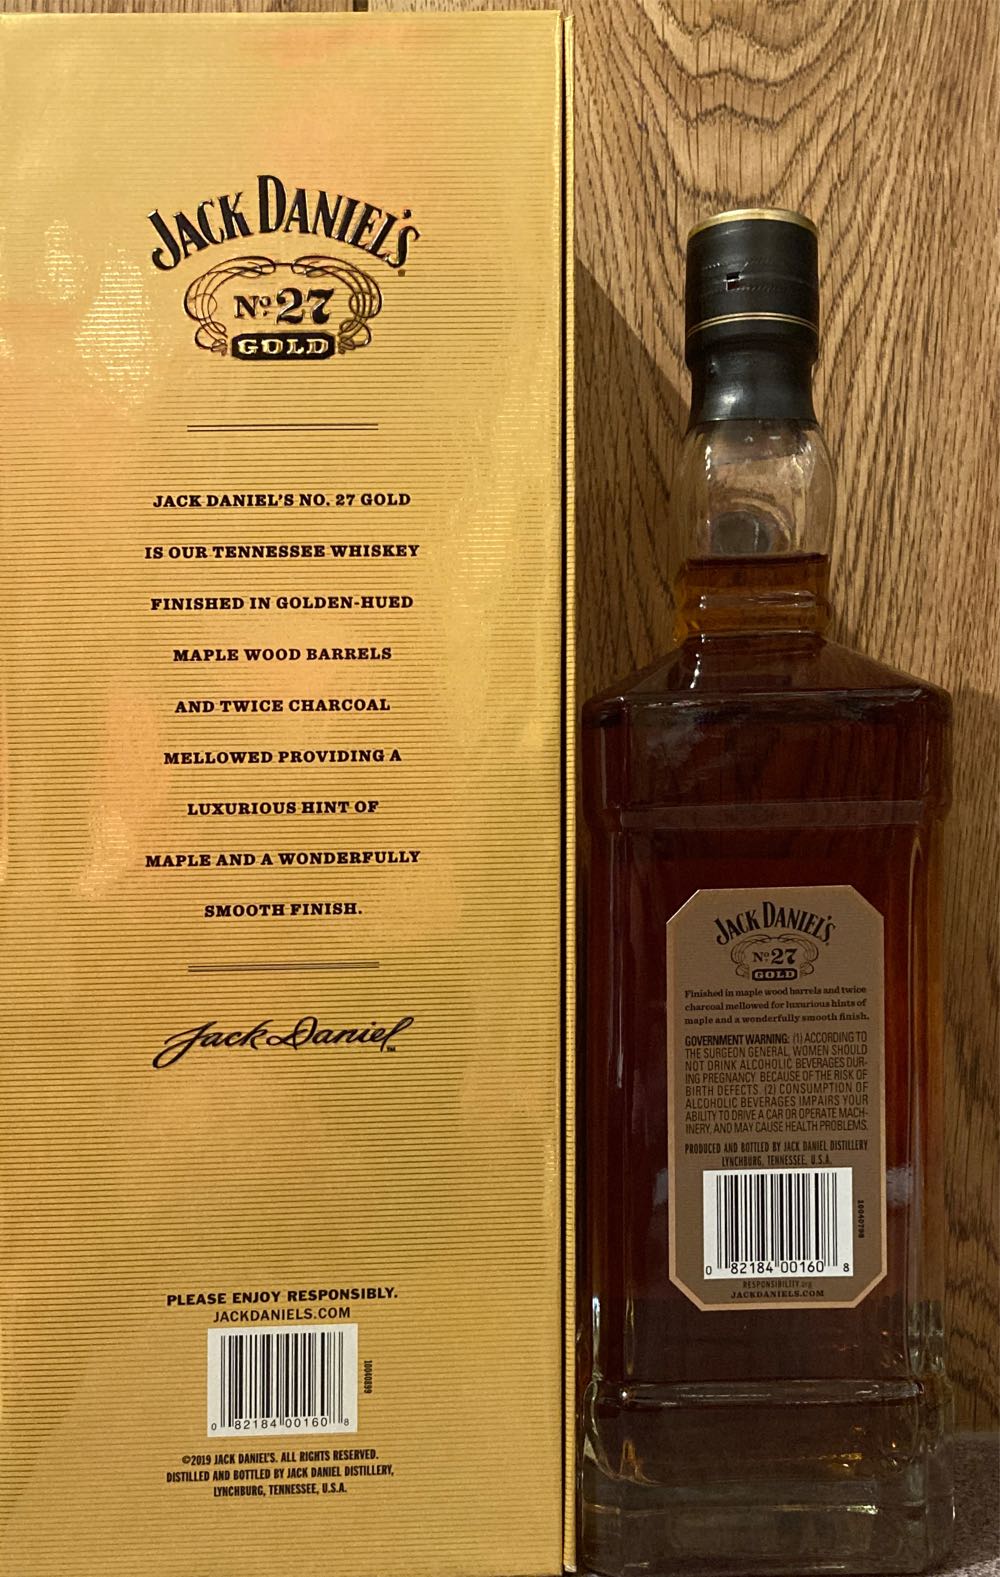 JACK DANIEL'S
No. 27
GOLD
JACK DANIEL'S NO. 27 GOLD
IS OUR TENNESSEE WHISKEY
FINISHED IN GOLDEN-HUED
MAPLE WOOD BARRELS
AND TWICE CHARCOAL
MELLOWED PROVIDING A
LUXURIOUS HINT OF
MAPLE AND A WONDERFULLY
SMOOTH FINISH.
Jack Daniel™
PLEASE ENJOY RESPONSIBLY.
JACKDANIELS.COM
10040899
0 82184 00160 8
©2019 JACK DANIEL'S. ALL RIGHTS RESERVED.
DISTILLED AND BOTTLED BY JACK DANIEL DISTILLERY,
LYNCHBURG, TENNESSEE, U.S.A.
JACK DANIEL'S
No. 27
GOLD
Finished in maple wood barrels and twice
charcoal mellowed for luxurious hints of
maple and a wonderfully smooth finish.
GOVERNMENT WARNING: (1) ACCORDING TO
THE SURGEON GENERAL, WOMEN SHOULD
NOT DRINK ALCOHOLIC BEVERAGES DUR-
ING PREGNANCY BECAUSE OF THE RISK OF
BIRTH DEFECTS. (2) CONSUMPTION OF
ALCOHOLIC BEVERAGES IMPAIRS YOUR
ABILITY TO DRIVE A CAR OR OPERATE MACH-
INERY, AND MAY CAUSE HEALTH PROBLEMS.
PRODUCED AND BOTTLED BY JACK DANIEL DISTILLERY
LYNCHBURG, TENNESSEE, U.S.A.
10040798
0 82184 00160 8
RESPONSIBILITY.org
JACKDANIELS.COM